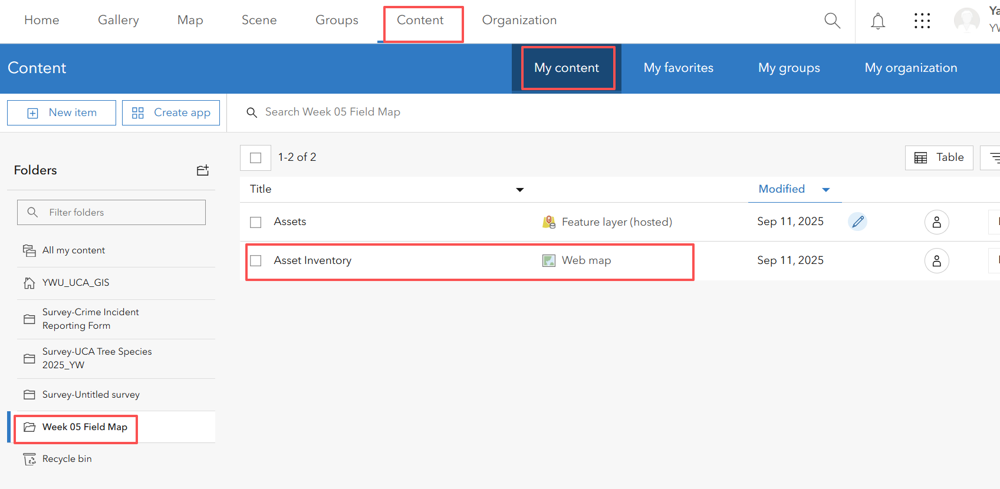 Home Gallery Map Scene Groups Content Organization
Content My content My favorites My groups My organization
New item Create app Search Week 05 Field Map
1-2 of 2 Table
Folders
Title Modified
Filter folders
Assets Feature layer (hosted) Sep 11, 2025
All my content
Asset Inventory Web map Sep 11, 2025
YWU_UCA_GIS
Survey-Crime Incident
Reporting Form
Survey-UCA Tree Species
2025_YW
Survey-Untitled survey
Week 05 Field Map
Recycle bin